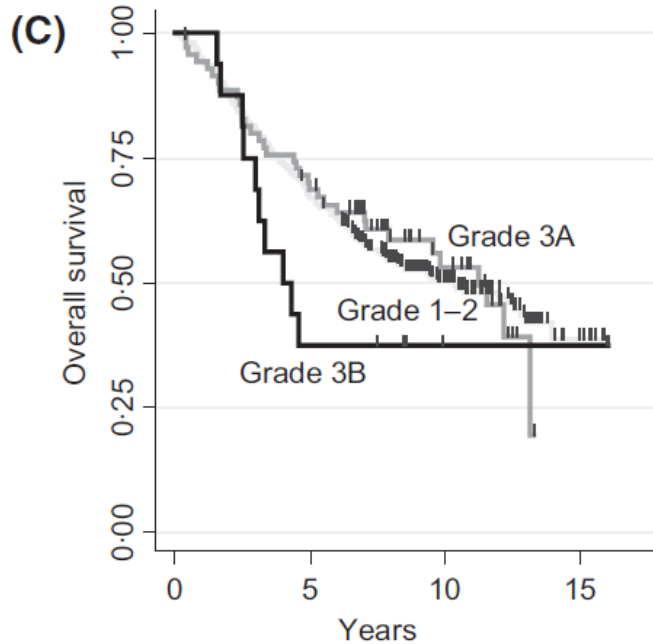 (C)
Overall survival
1·00
0·75
0·50
0·25
0·00
Grade 3A
Grade 1–2
Grade 3B
0 5 10 15
Years